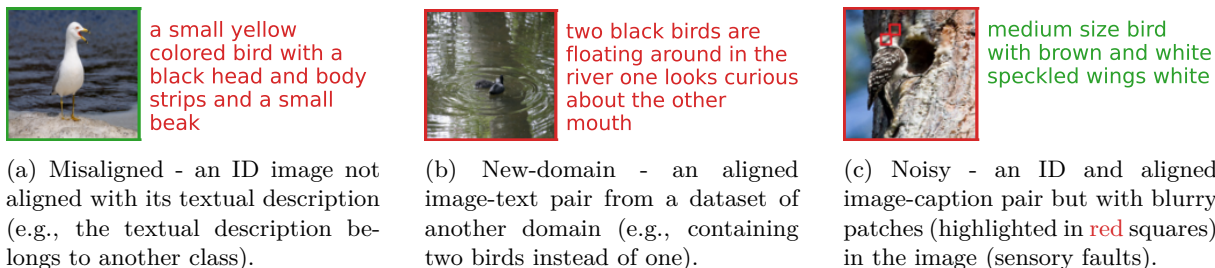 a small yellow
colored bird with a
black head and body
strips and a small
beak
(a) Misaligned - an ID image not
aligned with its textual description
(e.g., the textual description be-
longs to another class).
two black birds are
floating around in the
river one looks curious
about the other
mouth
(b) New-domain - an aligned
image-text pair from a dataset of
another domain (e.g., containing
two birds instead of one).
medium size bird
with brown and white
speckled wings white
(c) Noisy - an ID and aligned
image-caption pair but with blurry
patches (highlighted in red squares)
in the image (sensory faults).